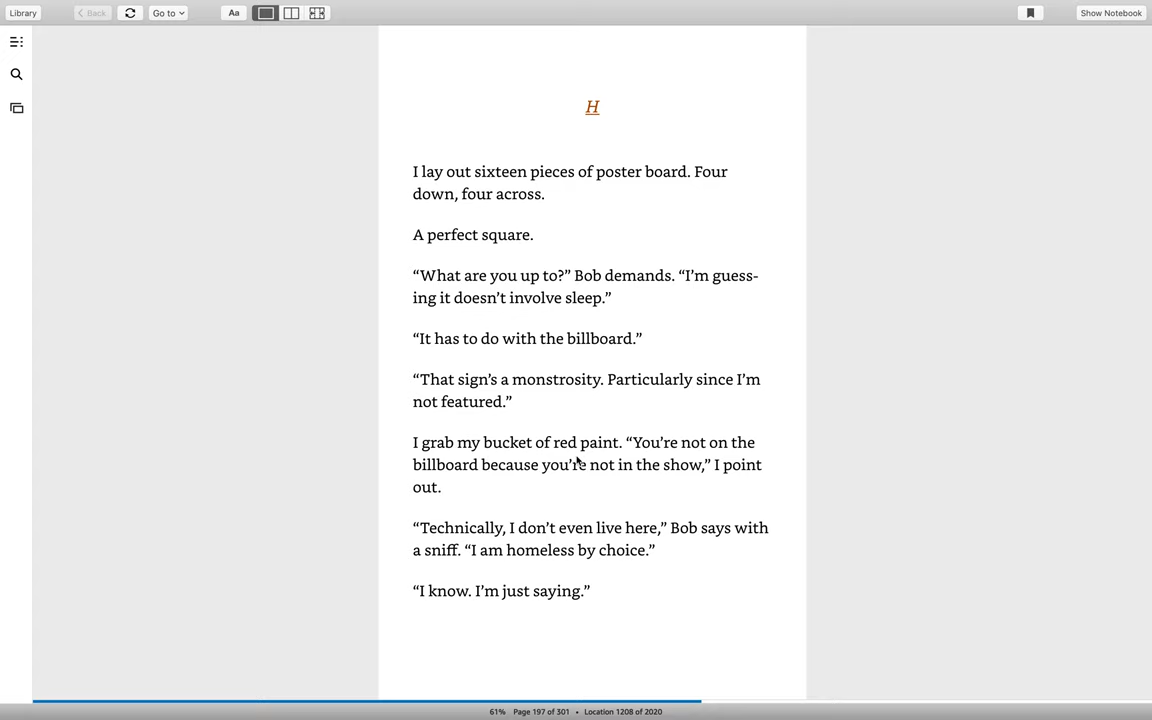 Library
Back
Go to
Aa
Show Notebook
H
I lay out sixteen pieces of poster board. Four
down, four across.
A perfect square.
“What are you up to?” Bob demands. “I’m guess-
ing it doesn’t involve sleep.”
“It has to do with the billboard.”
“That sign’s a monstrosity. Particularly since I’m
not featured.”
I grab my bucket of red paint. “You’re not on the
billboard because you’re not in the show,” I point
out.
“Technically, I don’t even live here,” Bob says with
a sniff. “I am homeless by choice.”
“I know. I’m just saying.”
61% Page 197 of 301 • Location 1208 of 2020